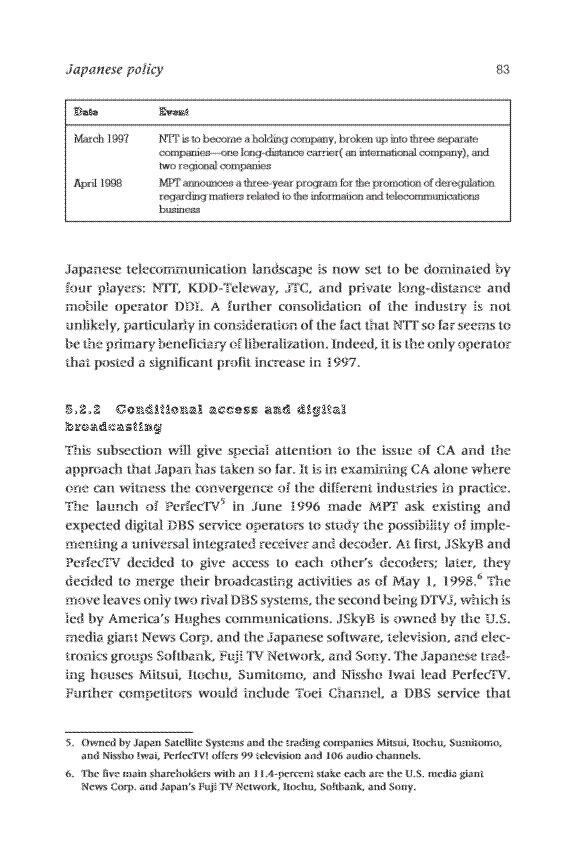 Japanese policy 83
Date Event
March 1997 NTT is to become a holding company, broken up into three separate
companies—one long-distance carrier( an international company), and
two regional companies
April 1998 MPT announces a three-year program for the promotion of deregulation
regarding matters related to the information and telecommunications
business
Japanese telecommunication landscape is now set to be dominated by
four players: NTT, KDD-Teleway, JTC, and private long-distance and
mobile operator DDI. A further consolidation of the industry is not
unlikely, particularly in consideration of the fact that NTT so far seems to
be the primary beneficiary of liberalization. Indeed, it is the only operator
that posted a significant profit increase in 1997.
5.2.2 Conditional access and digital
broadcasting
This subsection will give special attention to the issue of CA and the
approach that Japan has taken so far. It is in examining CA alone where
one can witness the convergence of the different industries in practice.
The launch of PerfecTV⁵ in June 1996 made MPT ask existing and
expected digital DBS service operators to study the possibility of imple-
menting a universal integrated receiver and decoder. At first, JSkyB and
PerfecTV decided to give access to each other's decoders; later, they
decided to merge their broadcasting activities as of May 1, 1998.⁶ The
move leaves only two rival DBS systems, the second being DTVJ, which is
led by America's Hughes communications. JSkyB is owned by the U.S.
media giant News Corp. and the Japanese software, television, and elec-
tronics groups Softbank, Fuji TV Network, and Sony. The Japanese trad-
ing houses Mitsui, Itochu, Sumitomo, and Nissho Iwai lead PerfecTV.
Further competitors would include Toei Channel, a DBS service that
5. Owned by Japan Satellite Systems and the trading companies Mitsui, Itochu, Sumitomo,
and Nissho Iwai, PerfecTV! offers 99 television and 106 audio channels.
6. The five main shareholders with an 11.4-percent stake each are the U.S. media giant
News Corp. and Japan's Fuji TV Network, Itochu, Softbank, and Sony.